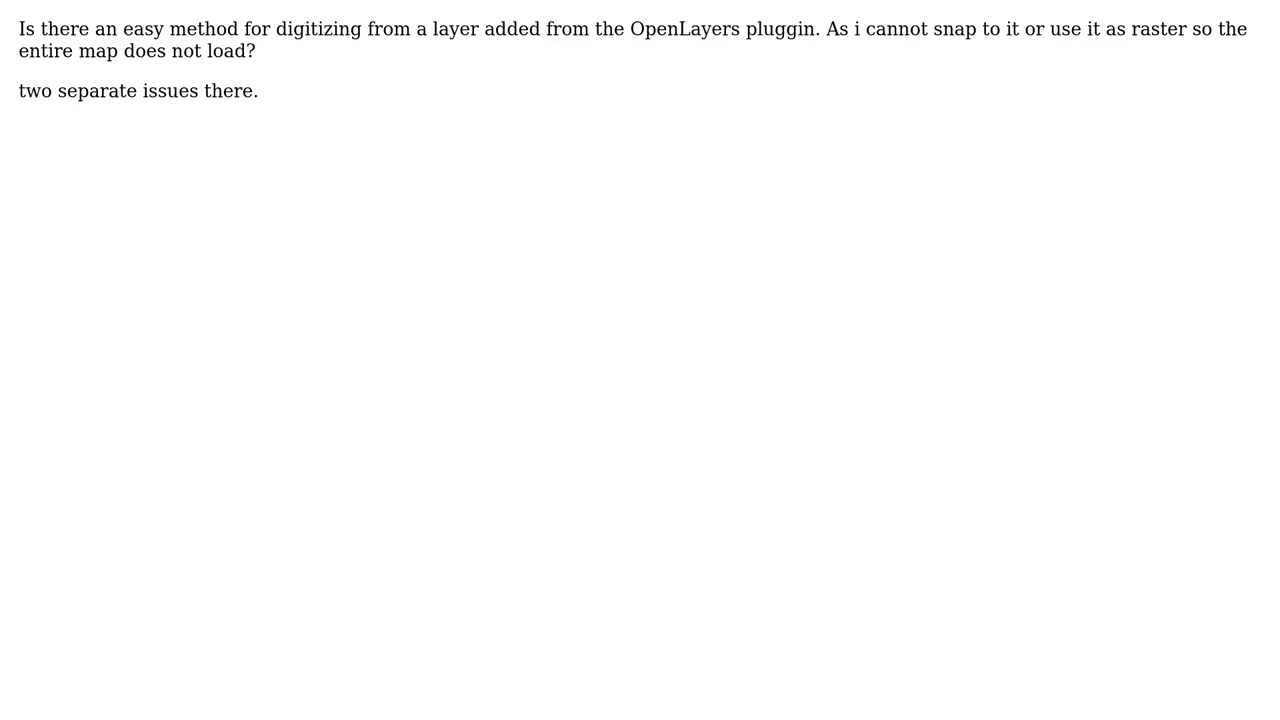 Is there an easy method for digitizing from a layer added from the OpenLayers pluggin. As i cannot snap to it or use it as raster so the
entire map does not load?
two separate issues there.